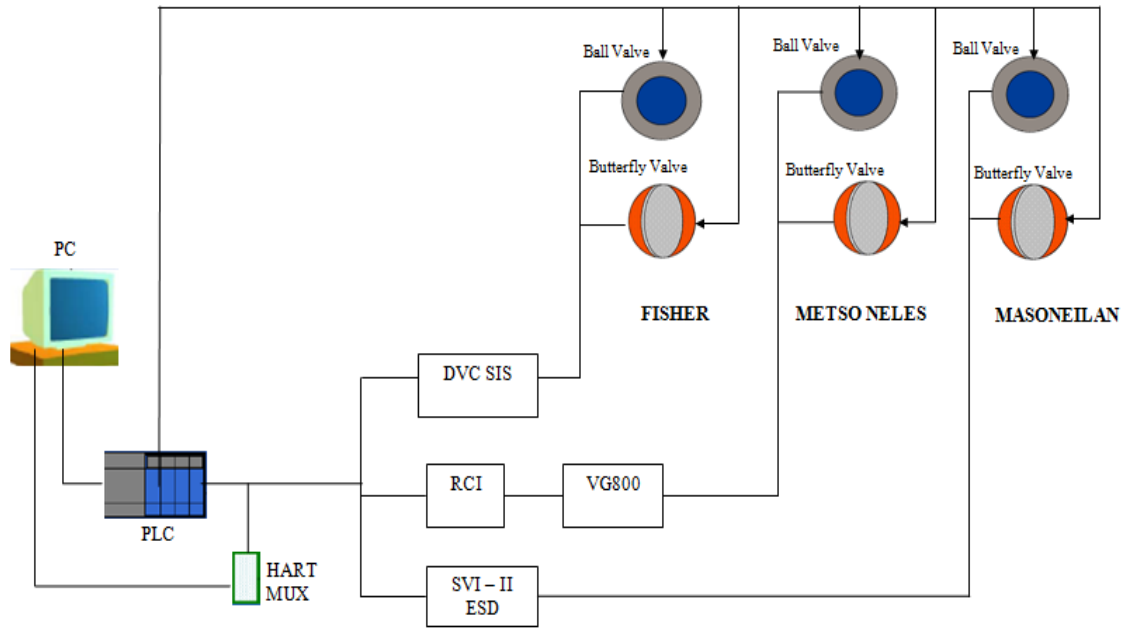 Ball Valve
Ball Valve
Ball Valve
Butterfly Valve
Butterfly Valve
Butterfly Valve
PC
FISHER
METSO NELES
MASONEILAN
DVC SIS
RCI
VG800
PLC
HART
MUX
SVI – II
ESD